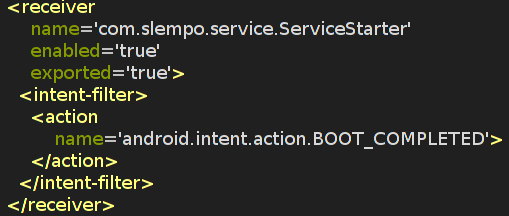 <receiver
name='com.slempo.service.ServiceStarter'
enabled='true'
exported='true'>
<intent-filter>
<action
name='android.intent.action.BOOT_COMPLETED'>
</action>
</intent-filter>
</receiver>